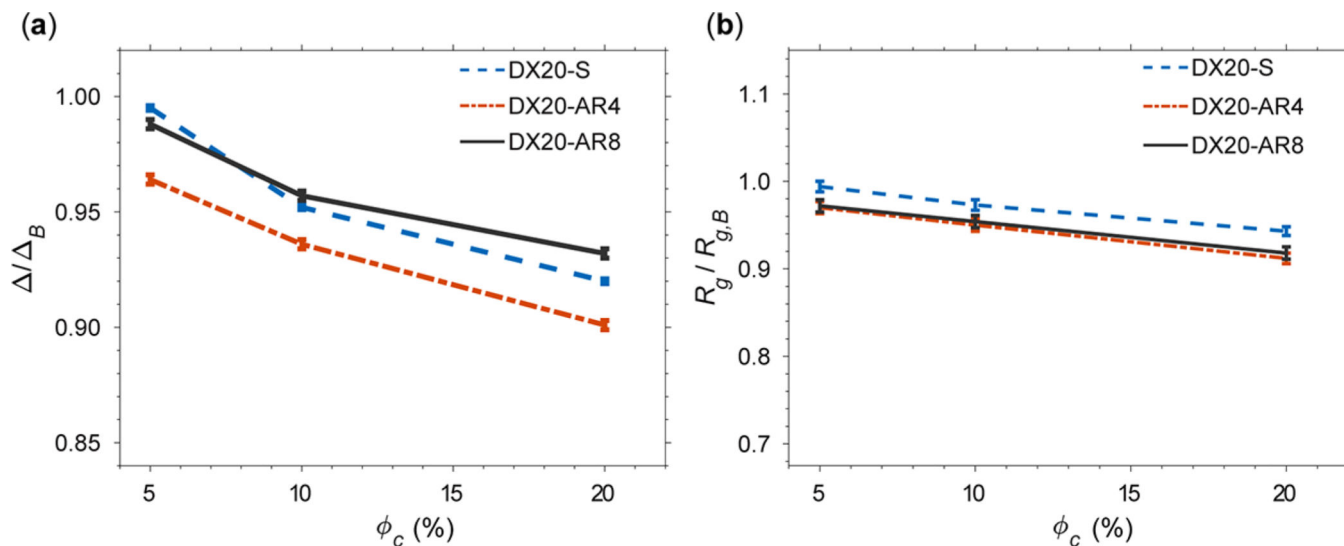 (a)
DX20-S
DX20-AR4
DX20-AR8
1.00
0.95
0.90
0.85
Δ/Δ_B
5 10 15 20
ϕ_c (%)
(b)
DX20-S
DX20-AR4
DX20-AR8
1.1
1.0
0.9
0.8
0.7
R_g / R_{g,B}
5 10 15 20
ϕ_c (%)